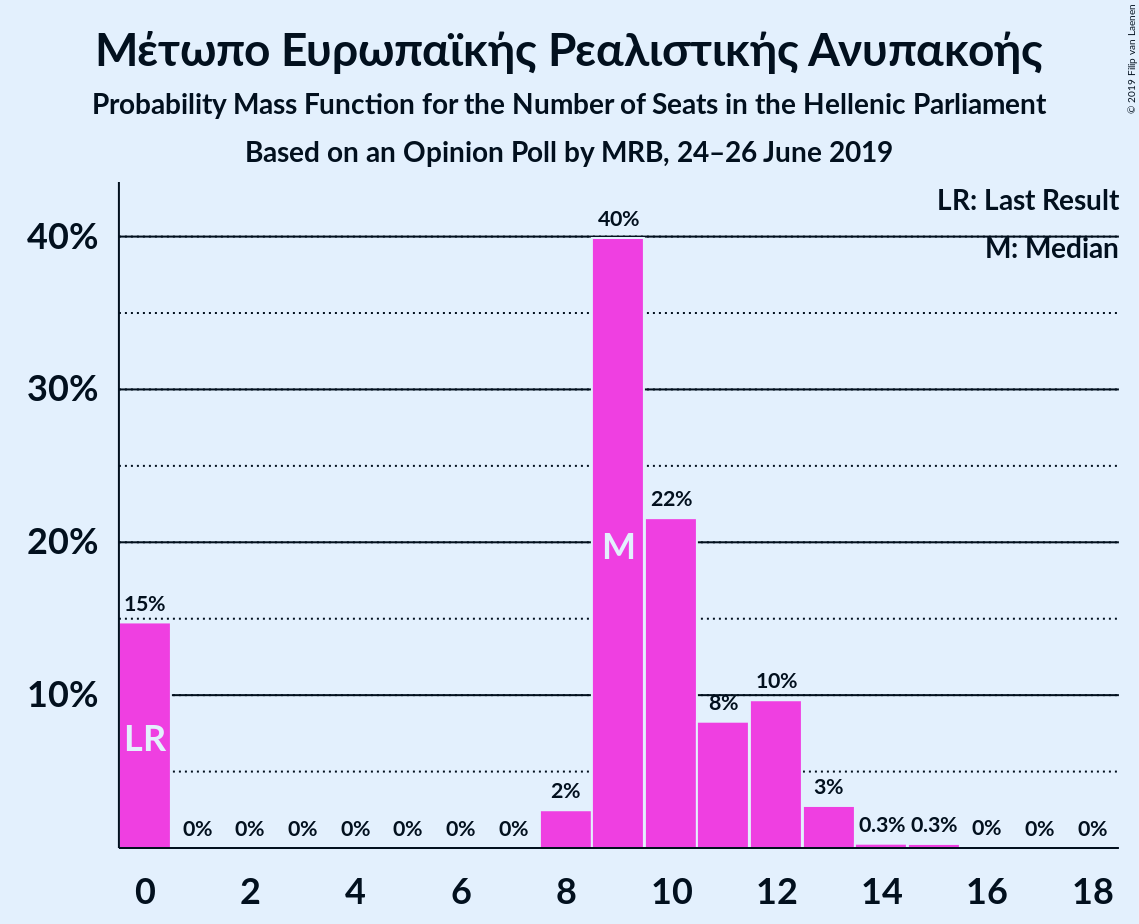 Μέτωπο Ευρωπαϊκής Ρεαλιστικής Ανυπακοής
Probability Mass Function for the Number of Seats in the Hellenic Parliament
Based on an Opinion Poll by MRB, 24–26 June 2019
© 2019 Filip van Laenen
LR: Last Result
M: Median
40%
30%
20%
10%
15% 0% 0% 0% 0% 0% 0% 0% 2% 40% 22% 8% 10% 3% 0.3% 0.3% 0% 0% 0%
LR M
0 2 4 6 8 10 12 14 16 18